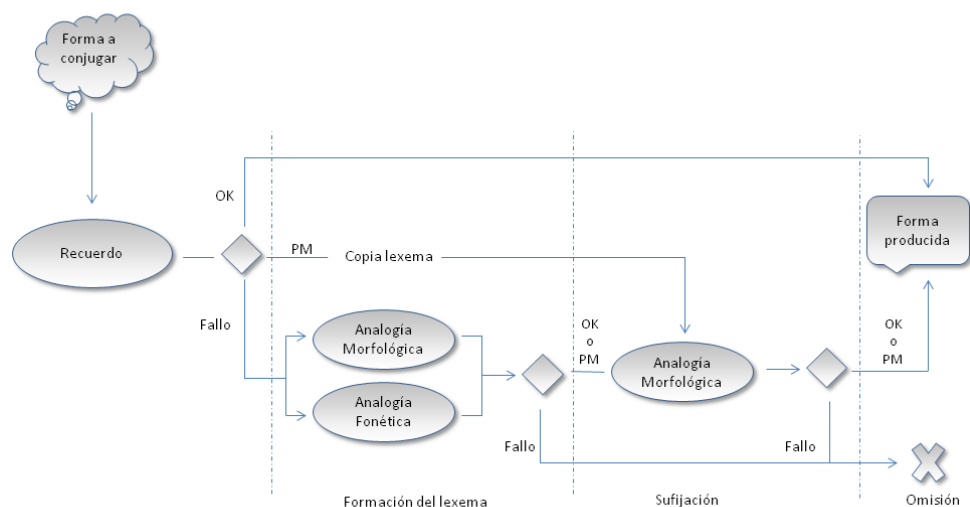 Forma a
conjugar
OK
Recuerdo
PM
Copia lexema
Forma
producida
Fallo
Analogía
Morfológica
OK
o
PM
Analogía
Morfológica
OK
o
PM
Analogía
Fonética
Fallo
Fallo
Formación del lexema
Sufijación
Omisión